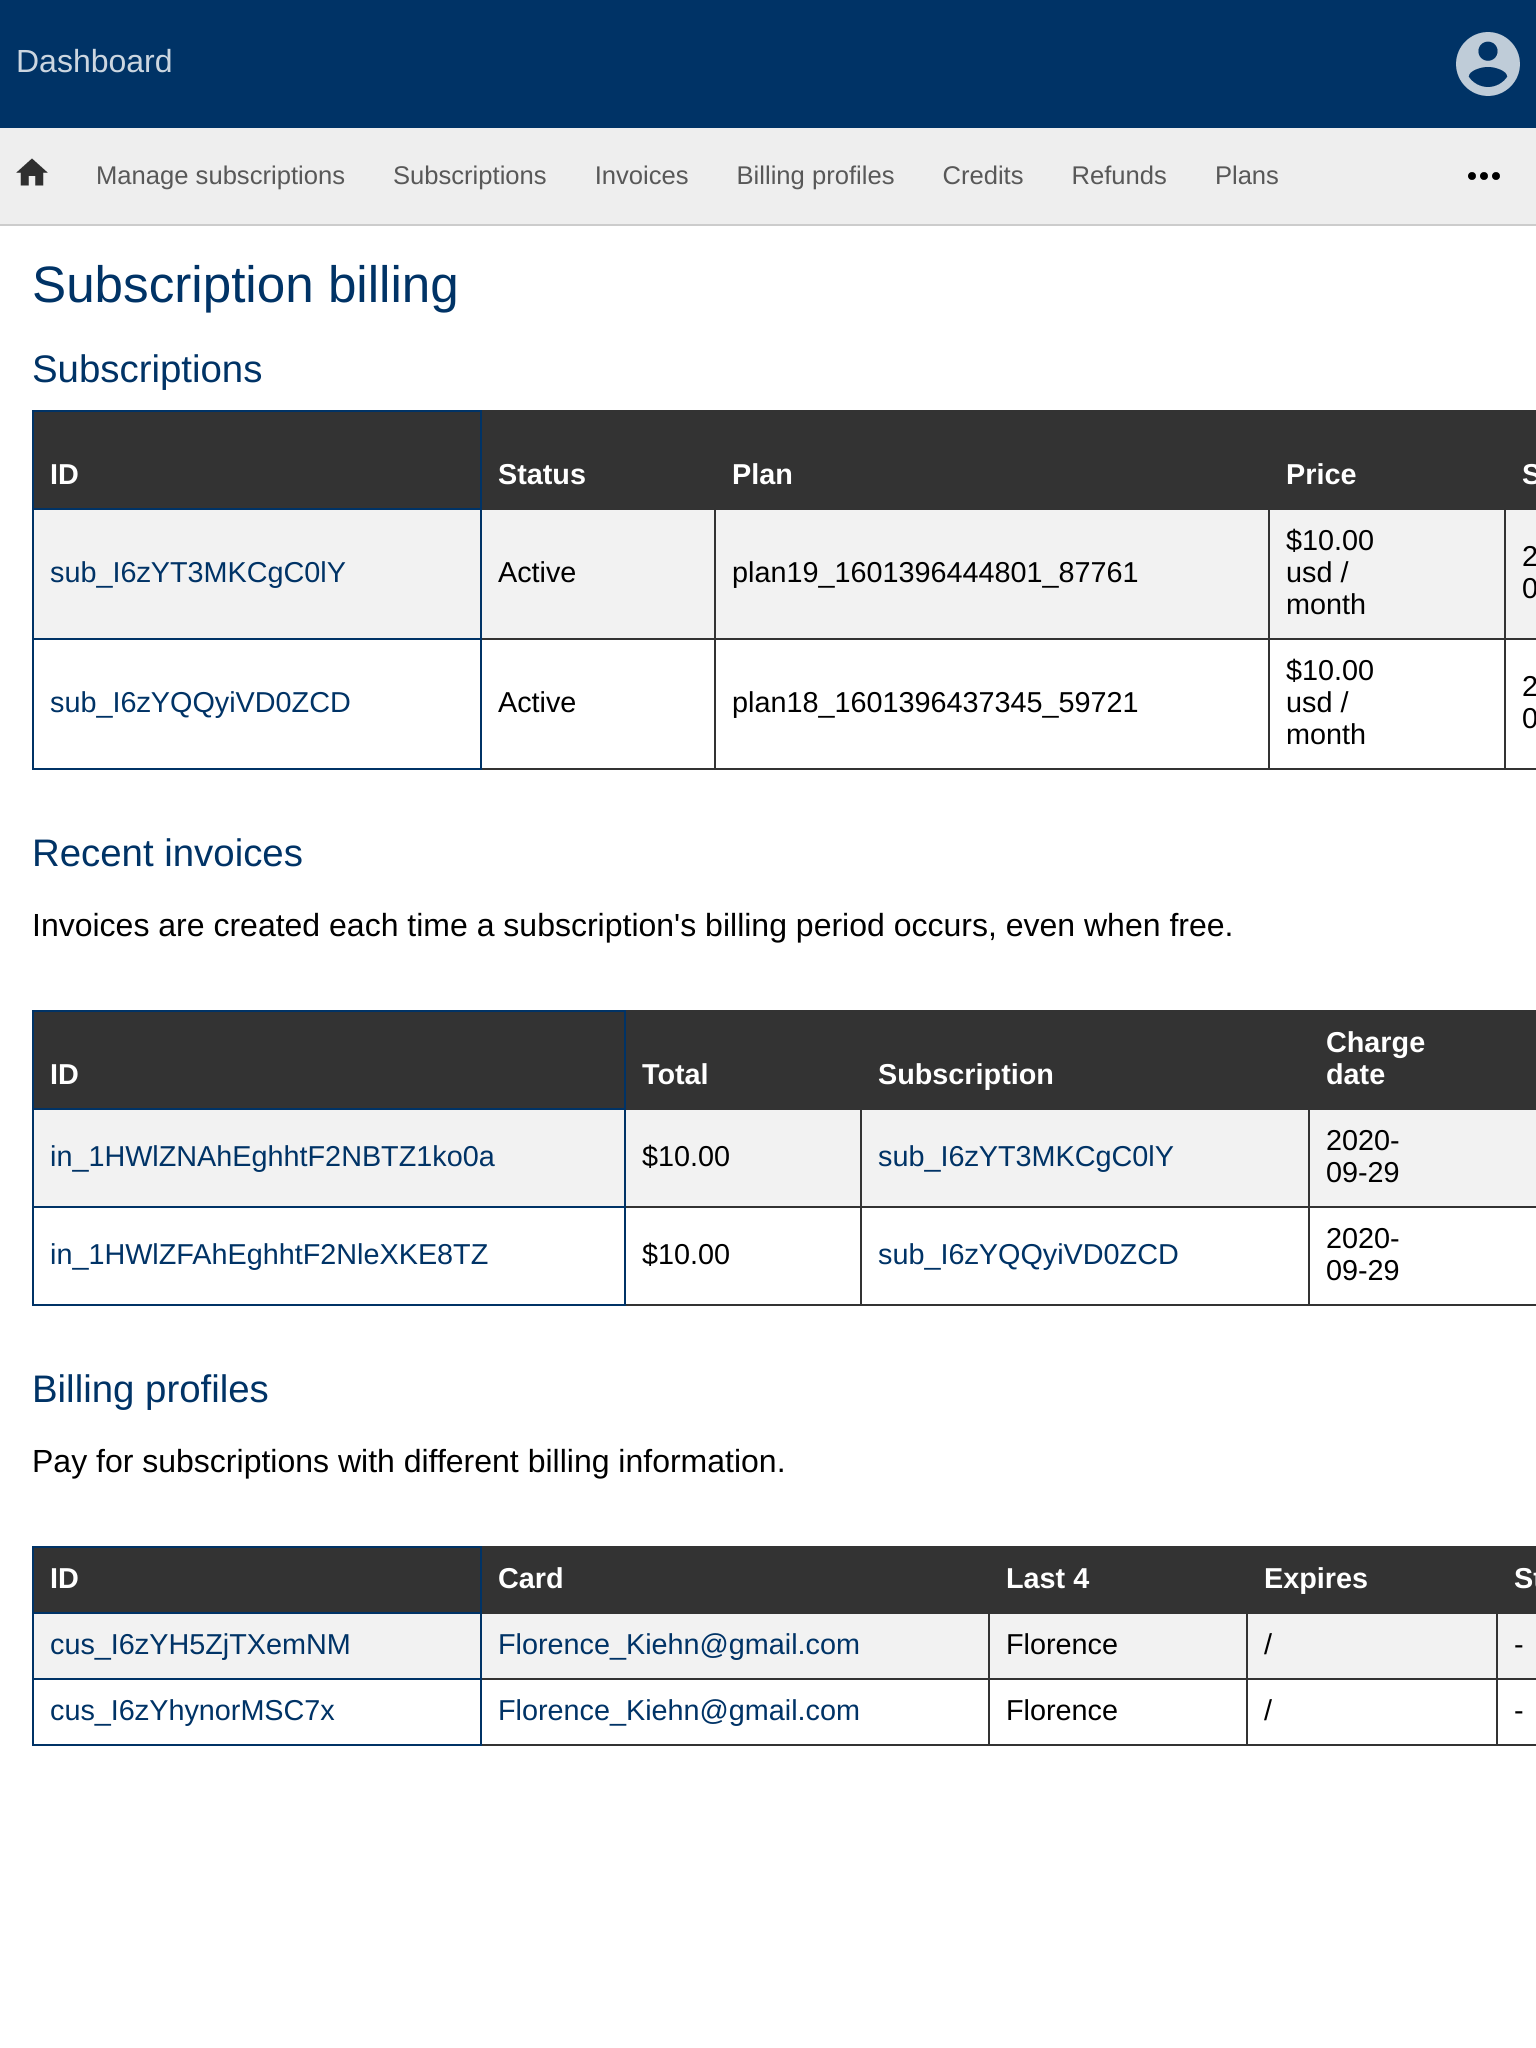 Dashboard
Manage subscriptions Subscriptions Invoices Billing profiles Credits Refunds Plans
Subscription billing
Subscriptions
ID Status Plan Price
sub_I6zYT3MKCgC0lY Active plan19_1601396444801_87761 $10.00 usd / month
sub_I6zYQQyiVD0ZCD Active plan18_1601396437345_59721 $10.00 usd / month
Recent invoices
Invoices are created each time a subscription's billing period occurs, even when free.
ID Total Subscription Charge date
in_1HWlZNAhEghhtF2NBTZ1ko0a $10.00 sub_I6zYT3MKCgC0lY 2020-09-29
in_1HWlZFAhEghhtF2NleXKE8TZ $10.00 sub_I6zYQQyiVD0ZCD 2020-09-29
Billing profiles
Pay for subscriptions with different billing information.
ID Card Last 4 Expires
cus_I6zYH5ZjTXemNM Florence_Kiehn@gmail.com Florence / -
cus_I6zYhynorMSC7x Florence_Kiehn@gmail.com Florence / -